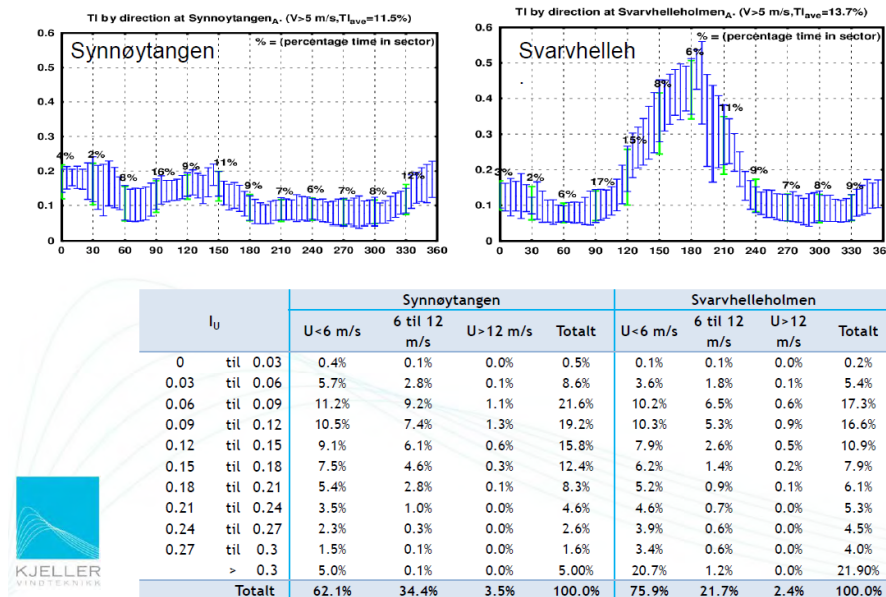 TI by direction at Synnoytangen_A. (V>5 m/s,TI_ave=11.5%)
% = (percentage time in sector)
Synnøytangen
0.6
0.5
0.4
0.3
0.2
0.1
0
4% 2% 8% 16% 9% 11% 9% 7% 6% 7% 8% 12%
0 30 60 90 120 150 180 210 240 270 300 330 360
TI by direction at Svarvhelleholmen_A. (V>5 m/s,TI_ave=13.7%)
% = (percentage time in sector)
Svarvhelleh
0.6
0.5
0.4
0.3
0.2
0.1
0
3% 2% 6% 17% 15% 8% 6% 11% 9% 7% 8% 9%
0 30 60 90 120 150 180 210 240 270 300 330 360
Synnøytangen Svarvhelleholmen
I_U U<6 m/s 6 til 12 m/s U>12 m/s Totalt U<6 m/s 6 til 12 m/s U>12 m/s Totalt
0 til 0.03 0.4% 0.1% 0.0% 0.5% 0.1% 0.1% 0.0% 0.2%
0.03 til 0.06 5.7% 2.8% 0.1% 8.6% 3.6% 1.8% 0.1% 5.4%
0.06 til 0.09 11.2% 9.2% 1.1% 21.6% 10.2% 6.5% 0.6% 17.3%
0.09 til 0.12 10.5% 7.4% 1.3% 19.2% 10.3% 5.3% 0.9% 16.6%
0.12 til 0.15 9.1% 6.1% 0.6% 15.8% 7.9% 2.6% 0.5% 10.9%
0.15 til 0.18 7.5% 4.6% 0.3% 12.4% 6.2% 1.4% 0.2% 7.9%
0.18 til 0.21 5.4% 2.8% 0.1% 8.3% 5.2% 0.9% 0.1% 6.1%
0.21 til 0.24 3.5% 1.0% 0.0% 4.6% 4.6% 0.7% 0.0% 5.3%
0.24 til 0.27 2.3% 0.3% 0.0% 2.6% 3.9% 0.6% 0.0% 4.5%
0.27 til 0.3 1.5% 0.1% 0.0% 1.6% 3.4% 0.6% 0.0% 4.0%
> 0.3 5.0% 0.1% 0.0% 5.00% 20.7% 1.2% 0.0% 21.90%
Totalt 62.1% 34.4% 3.5% 100.0% 75.9% 21.7% 2.4% 100.0%
KJELLER
VINDTEKNIKK